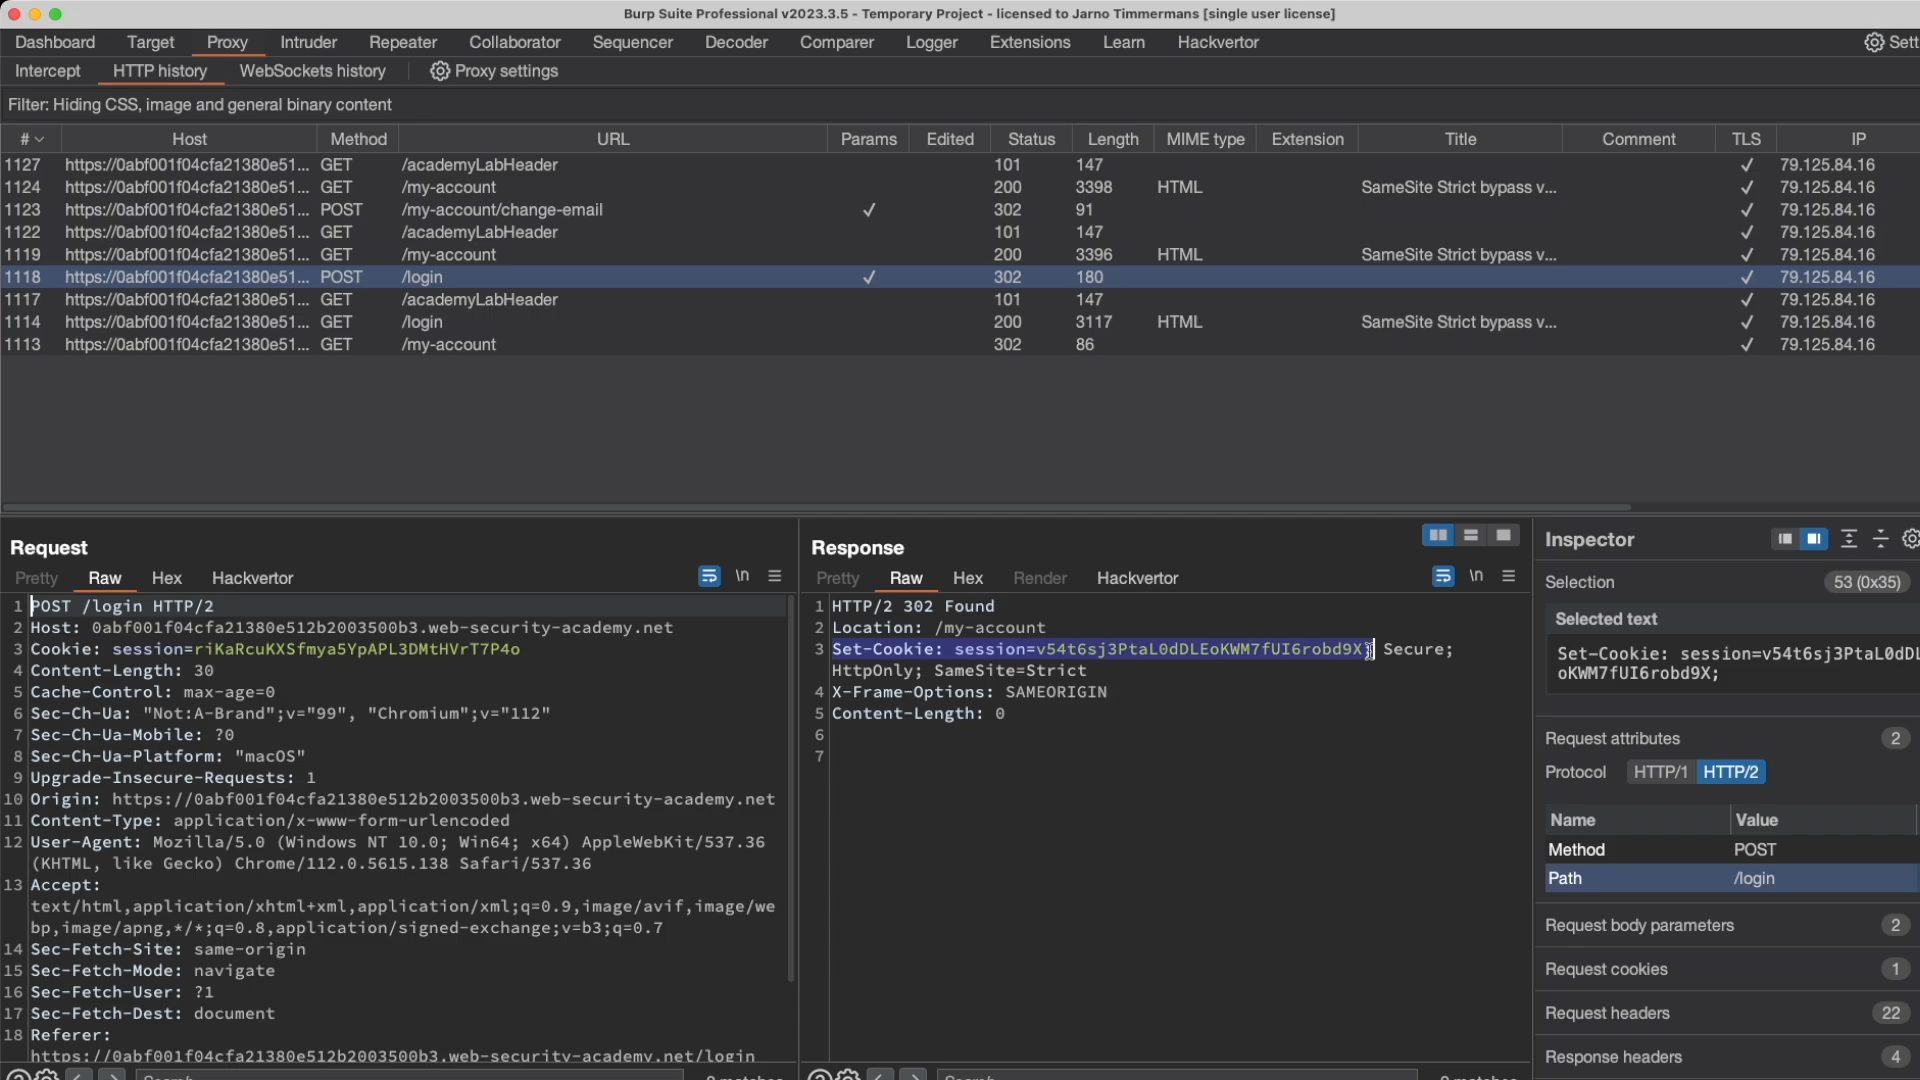 Burp Suite Professional v2023.3.5 - Temporary Project - licensed to Jarno Timmermans [single user license]
Dashboard Target Proxy Intruder Repeater Collaborator Sequencer Decoder Comparer Logger Extensions Learn Hackvertor Sett
Intercept HTTP history WebSockets history Proxy settings
Filter: Hiding CSS, image and general binary content
# Host Method URL Params Edited Status Length MIME type Extension Title Comment TLS IP
1127 https://0abf001f04cfa21380e51... GET /academyLabHeader 101 147 ✓ 79.125.84.16
1124 https://0abf001f04cfa21380e51... GET /my-account 200 3398 HTML SameSite Strict bypass v... ✓ 79.125.84.16
1123 https://0abf001f04cfa21380e51... POST /my-account/change-email ✓ 302 91 ✓ 79.125.84.16
1122 https://0abf001f04cfa21380e51... GET /academyLabHeader 101 147 ✓ 79.125.84.16
1119 https://0abf001f04cfa21380e51... GET /my-account 200 3396 HTML SameSite Strict bypass v... ✓ 79.125.84.16
1118 https://0abf001f04cfa21380e51... POST /login ✓ 302 180 ✓ 79.125.84.16
1117 https://0abf001f04cfa21380e51... GET /academyLabHeader 101 147 ✓ 79.125.84.16
1114 https://0abf001f04cfa21380e51... GET /login 200 3117 HTML SameSite Strict bypass v... ✓ 79.125.84.16
1113 https://0abf001f04cfa21380e51... GET /my-account 302 86 ✓ 79.125.84.16
Request
Pretty Raw Hex Hackvertor \n
1 POST /login HTTP/2
2 Host: 0abf001f04cfa21380e512b2003500b3.web-security-academy.net
3 Cookie: session=riKaRcuKXSfmya5YpAPL3DMtHVrT7P4o
4 Content-Length: 30
5 Cache-Control: max-age=0
6 Sec-Ch-Ua: "Not:A-Brand";v="99", "Chromium";v="112"
7 Sec-Ch-Ua-Mobile: ?0
8 Sec-Ch-Ua-Platform: "macOS"
9 Upgrade-Insecure-Requests: 1
10 Origin: https://0abf001f04cfa21380e512b2003500b3.web-security-academy.net
11 Content-Type: application/x-www-form-urlencoded
12 User-Agent: Mozilla/5.0 (Windows NT 10.0; Win64; x64) AppleWebKit/537.36
(KHTML, like Gecko) Chrome/112.0.5615.138 Safari/537.36
13 Accept:
text/html,application/xhtml+xml,application/xml;q=0.9,image/avif,image/we
bp,image/apng,*/*;q=0.8,application/signed-exchange;v=b3;q=0.7
14 Sec-Fetch-Site: same-origin
15 Sec-Fetch-Mode: navigate
16 Sec-Fetch-User: ?1
17 Sec-Fetch-Dest: document
18 Referer:
https://0abf001f04cfa21380e512b2003500b3.web-security-academy.net/login
Response
Pretty Raw Hex Render Hackvertor \n
1 HTTP/2 302 Found
2 Location: /my-account
3 Set-Cookie: session=v54t6sj3PtaL0dDLEoKWM7fUI6robd9X; Secure;
HttpOnly; SameSite=Strict
4 X-Frame-Options: SAMEORIGIN
5 Content-Length: 0
6
7
Inspector
Selection 53 (0x35)
Selected text
Set-Cookie: session=v54t6sj3PtaL0dDL
oKWM7fUI6robd9X;
Request attributes 2
Protocol HTTP/1 HTTP/2
Name Value
Method POST
Path /login
Request body parameters 2
Request cookies 1
Request headers 22
Response headers 4